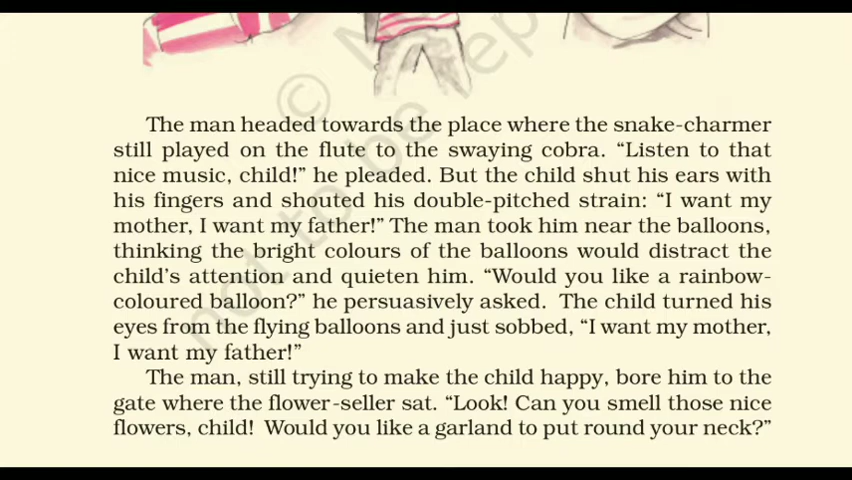 The man headed towards the place where the snake-charmer
still played on the flute to the swaying cobra. “Listen to that
nice music, child!” he pleaded. But the child shut his ears with
his fingers and shouted his double-pitched strain: “I want my
mother, I want my father!” The man took him near the balloons,
thinking the bright colours of the balloons would distract the
child’s attention and quieten him. “Would you like a rainbow-
coloured balloon?” he persuasively asked. The child turned his
eyes from the flying balloons and just sobbed, “I want my mother,
I want my father!”
The man, still trying to make the child happy, bore him to the
gate where the flower-seller sat. “Look! Can you smell those nice
flowers, child! Would you like a garland to put round your neck?”